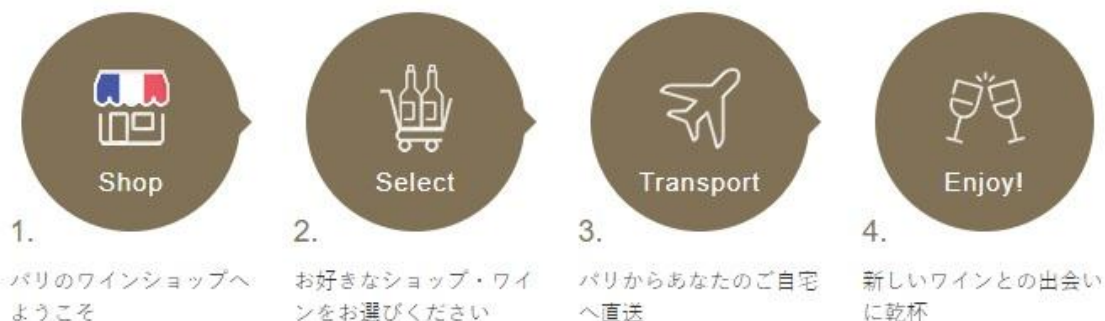 Shop
Select
Transport
Enjoy!
1.
パリのワインショップへ
ようこそ
2.
お好きなショップ・ワイ
ンをお選びください
3.
パリからあなたのご自宅
へ直送
4.
新しいワインとの出会い
に乾杯